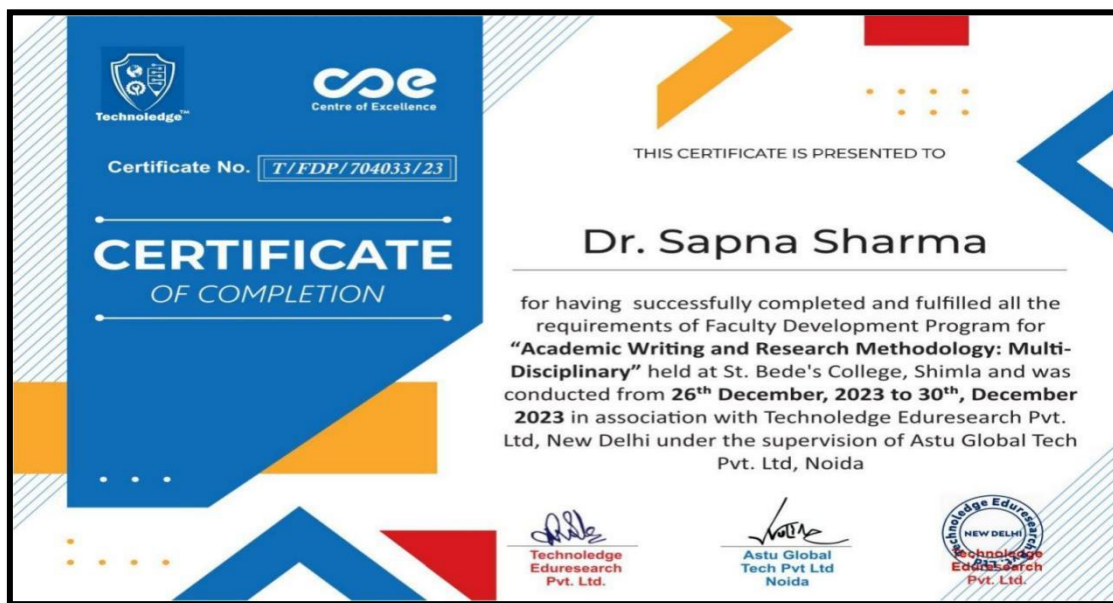 Technoledge™
coe
Centre of Excellence
Certificate No. T/FDP/704033/23
CERTIFICATE
OF COMPLETION
THIS CERTIFICATE IS PRESENTED TO
Dr. Sapna Sharma
for having successfully completed and fulfilled all the
requirements of Faculty Development Program for
“Academic Writing and Research Methodology: Multi-
Disciplinary” held at St. Bede's College, Shimla and was
conducted from 26th December, 2023 to 30th, December
2023 in association with Technoledge Eduresearch Pvt.
Ltd, New Delhi under the supervision of Astu Global Tech
Pvt. Ltd, Noida
Technoledge
Eduresearch
Pvt. Ltd.
Astu Global
Tech Pvt Ltd
Noida
Technoledge Eduresearch
NEW DELHI
Technoledge
Eduresearch
Pvt. Ltd.